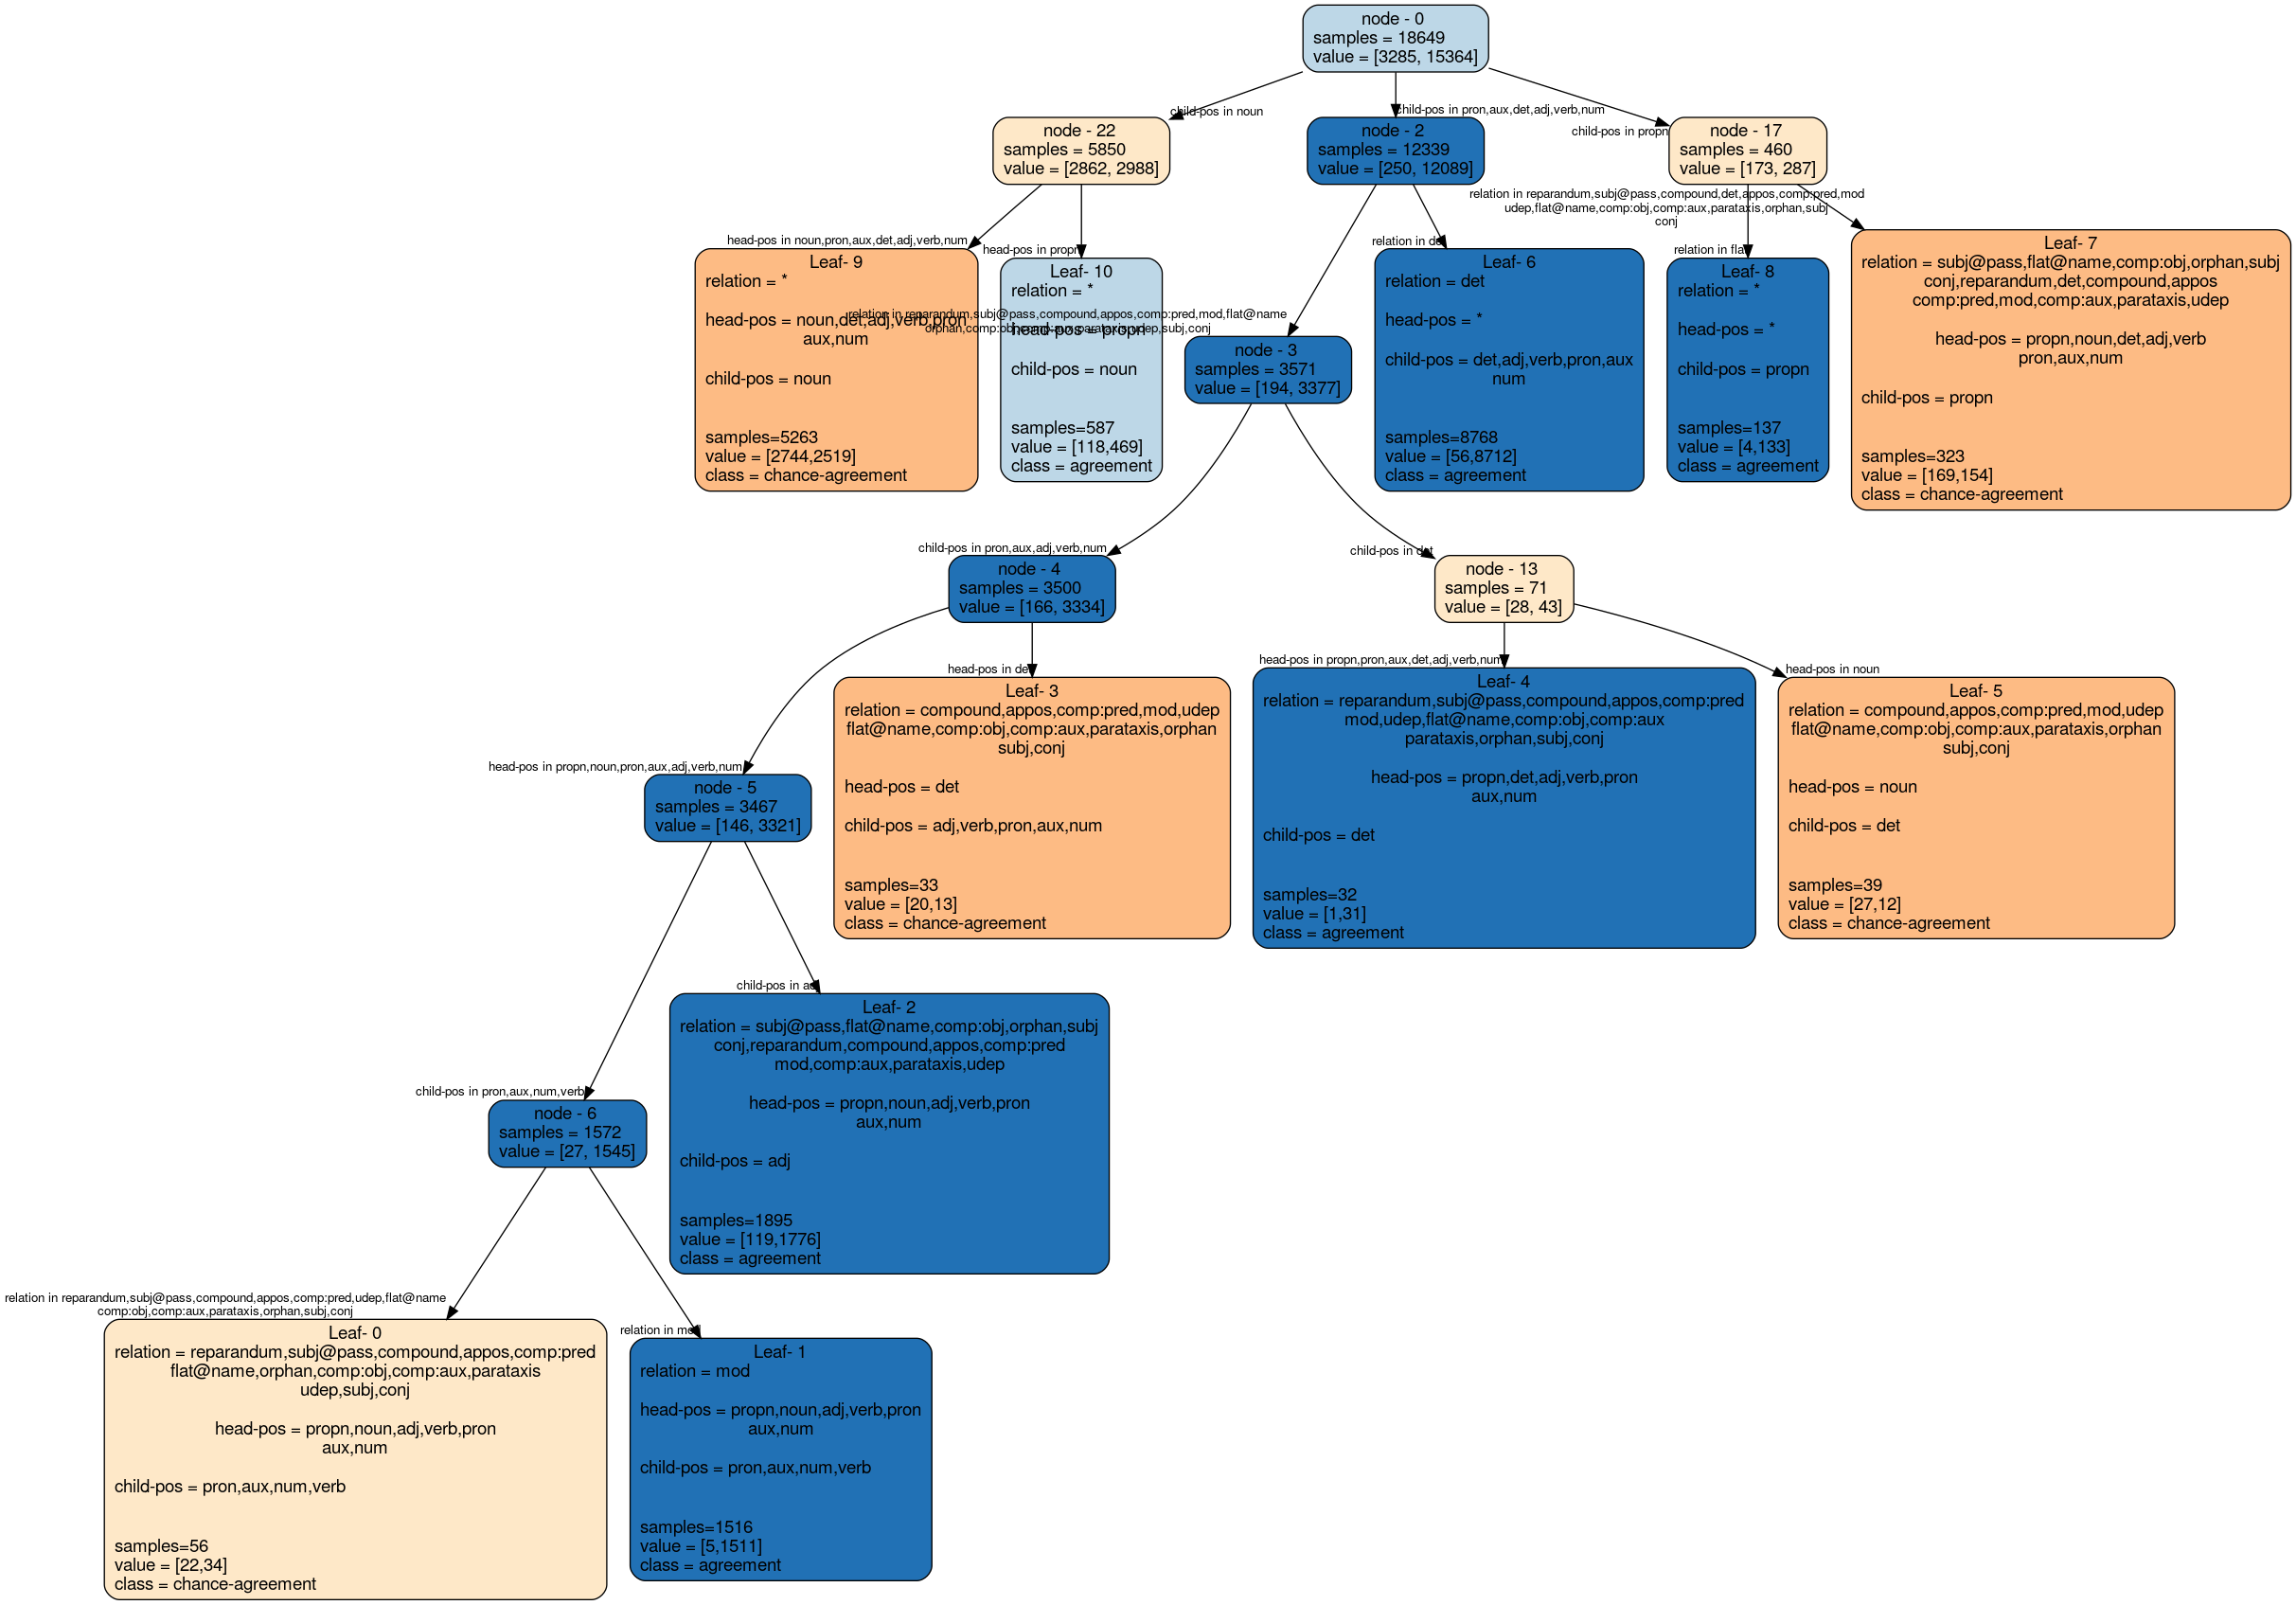 node - 0
samples = 18649
value = [3285, 15364]
child-pos in noun
child-pos in pron,aux,det,adj,verb,num
child-pos in propn
node - 22
samples = 5850
value = [2862, 2988]
node - 2
samples = 12339
value = [250, 12089]
node - 17
samples = 460
value = [173, 287]
head-pos in noun,pron,aux,det,adj,verb,num
head-pos in propn
relation in det
relation in reparandum,subj@pass,compound,det,appos,comp:pred,mod
udep,flat@name,comp:obj,comp:aux,parataxis,orphan,subj
conj
relation in flat
Leaf- 9
relation = *
head-pos = noun,det,adj,verb,pron
aux,num
child-pos = noun
samples=5263
value = [2744,2519]
class = chance-agreement
Leaf- 10
relation = *
head-pos = propn
child-pos = noun
samples=587
value = [118,469]
class = agreement
relation in reparandum,subj@pass,compound,appos,comp:pred,mod,flat@name
orphan,comp:obj,comp:aux,parataxis,udep,subj,conj
node - 3
samples = 3571
value = [194, 3377]
Leaf- 6
relation = det
head-pos = *
child-pos = det,adj,verb,pron,aux
num
samples=8768
value = [56,8712]
class = agreement
Leaf- 8
relation = *
head-pos = *
child-pos = propn
samples=137
value = [4,133]
class = agreement
Leaf- 7
relation = subj@pass,flat@name,comp:obj,orphan,subj
conj,reparandum,det,compound,appos
comp:pred,mod,comp:aux,parataxis,udep
head-pos = propn,noun,det,adj,verb
pron,aux,num
child-pos = propn
samples=323
value = [169,154]
class = chance-agreement
child-pos in pron,aux,adj,verb,num
child-pos in det
node - 4
samples = 3500
value = [166, 3334]
node - 13
samples = 71
value = [28, 43]
head-pos in propn,noun,pron,aux,adj,verb,num
head-pos in det
head-pos in propn,pron,aux,det,adj,verb,num
head-pos in noun
node - 5
samples = 3467
value = [146, 3321]
Leaf- 3
relation = compound,appos,comp:pred,mod,udep
flat@name,comp:obj,comp:aux,parataxis,orphan
subj,conj
head-pos = det
child-pos = adj,verb,pron,aux,num
samples=33
value = [20,13]
class = chance-agreement
Leaf- 4
relation = reparandum,subj@pass,compound,appos,comp:pred
mod,udep,flat@name,comp:obj,comp:aux
parataxis,orphan,subj,conj
head-pos = propn,det,adj,verb,pron
aux,num
child-pos = det
samples=32
value = [1,31]
class = agreement
Leaf- 5
relation = compound,appos,comp:pred,mod,udep
flat@name,comp:obj,comp:aux,parataxis,orphan
subj,conj
head-pos = noun
child-pos = det
samples=39
value = [27,12]
class = chance-agreement
child-pos in pron,aux,num,verb
child-pos in adj
node - 6
samples = 1572
value = [27, 1545]
Leaf- 2
relation = subj@pass,flat@name,comp:obj,orphan,subj
conj,reparandum,compound,appos,comp:pred
mod,comp:aux,parataxis,udep
head-pos = propn,noun,adj,verb,pron
aux,num
child-pos = adj
samples=1895
value = [119,1776]
class = agreement
relation in reparandum,subj@pass,compound,appos,comp:pred,udep,flat@name
comp:obj,comp:aux,parataxis,orphan,subj,conj
relation in mod
Leaf- 0
relation = reparandum,subj@pass,compound,appos,comp:pred
flat@name,orphan,comp:obj,comp:aux,parataxis
udep,subj,conj
head-pos = propn,noun,adj,verb,pron
aux,num
child-pos = pron,aux,num,verb
samples=56
value = [22,34]
class = chance-agreement
Leaf- 1
relation = mod
head-pos = propn,noun,adj,verb,pron
aux,num
child-pos = pron,aux,num,verb
samples=1516
value = [5,1511]
class = agreement